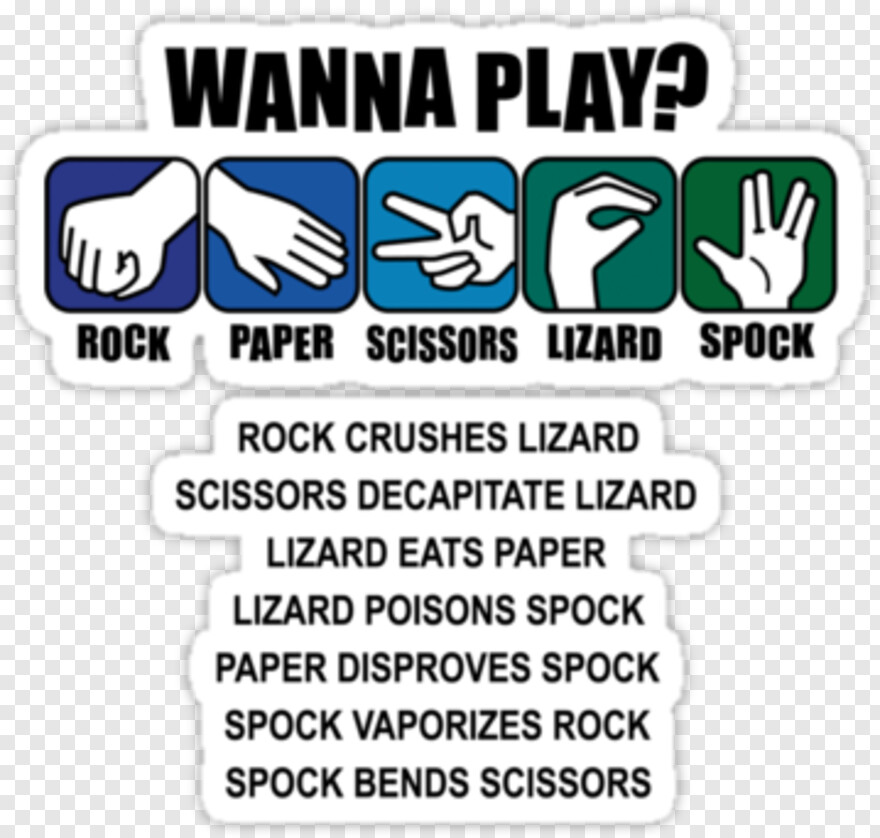 WANNA PLAY?
ROCK PAPER SCISSORS LIZARD SPOCK
ROCK CRUSHES LIZARD
SCISSORS DECAPITATE LIZARD
LIZARD EATS PAPER
LIZARD POISONS SPOCK
PAPER DISPROVES SPOCK
SPOCK VAPORIZES ROCK
SPOCK BENDS SCISSORS